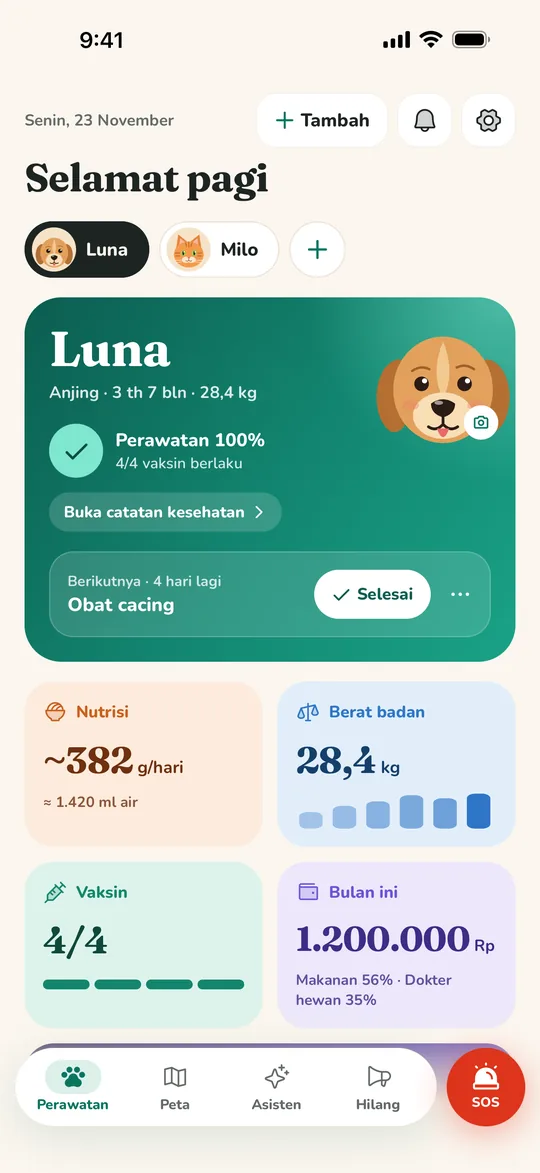 9:41
Senin, 23 November
Tambah
Selamat pagi
Luna
Milo
Luna
Anjing · 3 th 7 bln · 28,4 kg
Perawatan 100%
4/4 vaksin berlaku
Buka catatan kesehatan
Berikutnya · 4 hari lagi
Obat cacing
Selesai
Nutrisi
~382 g/hari
≈ 1.420 ml air
Berat badan
28,4 kg
Vaksin
4/4
Bulan ini
1.200.000 Rp
Makanan 56% · Dokter
hewan 35%
Perawatan
Peta
Asisten
Hilang
SOS